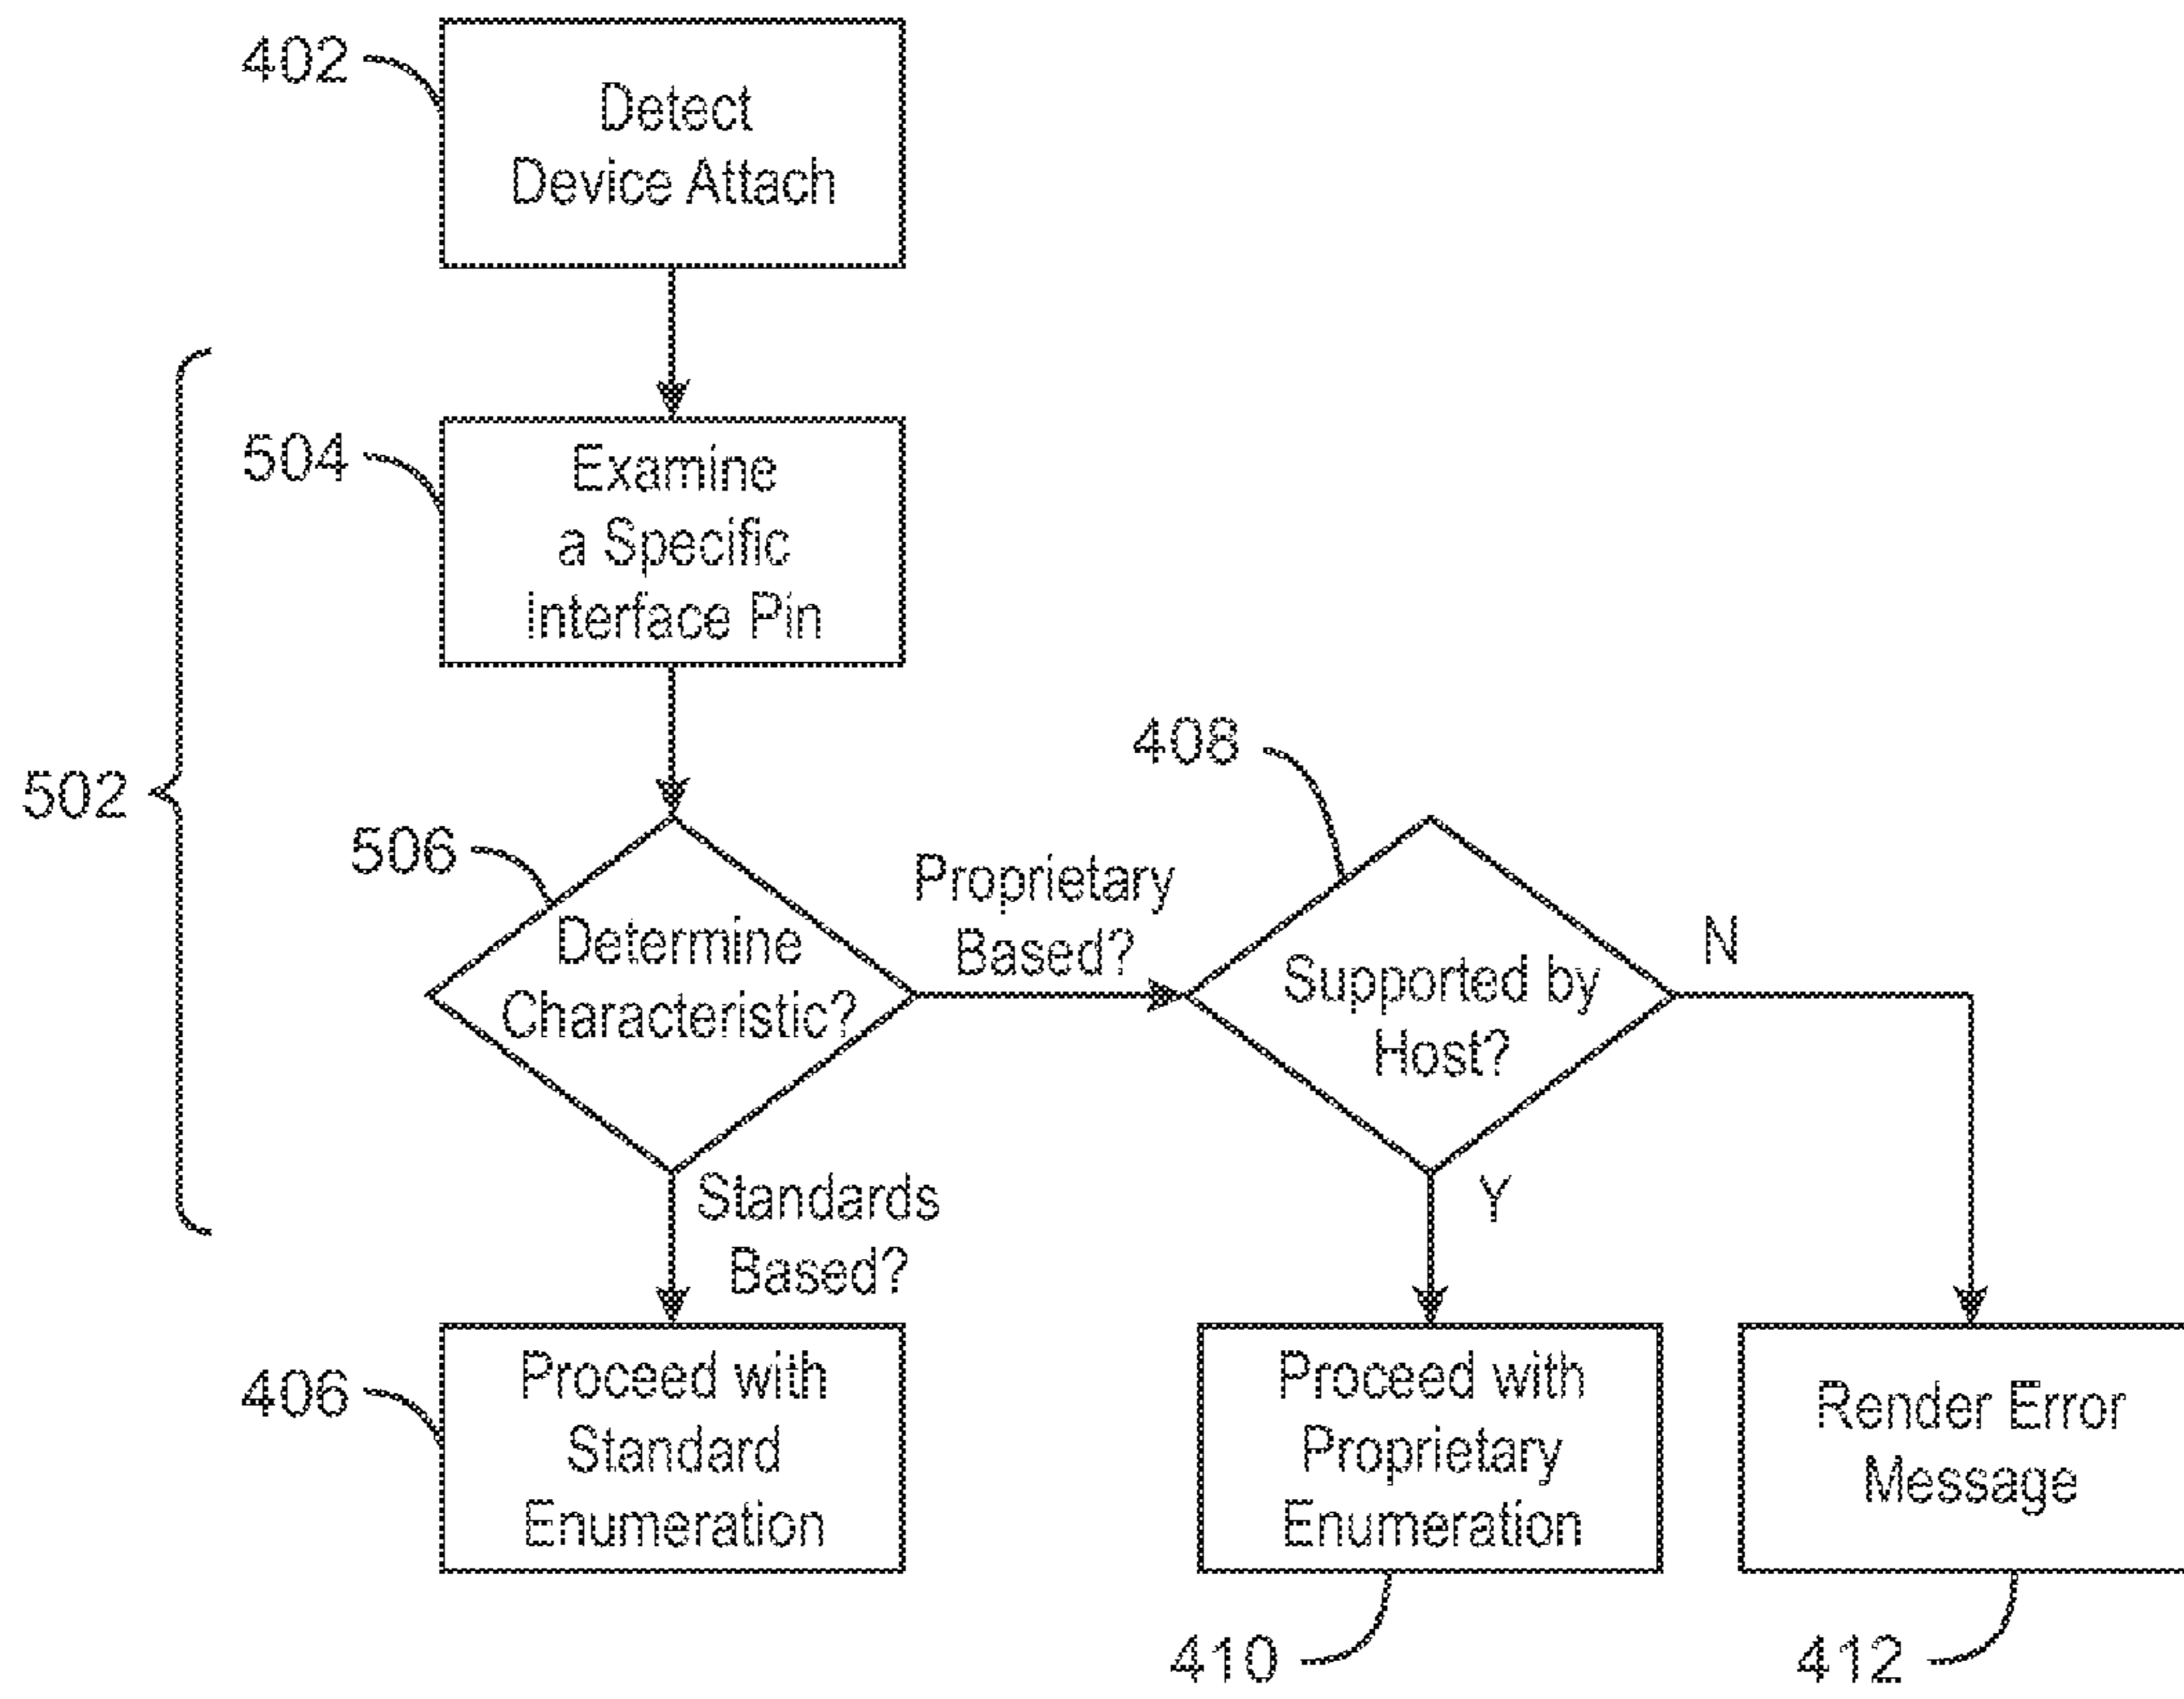 402
Detect
Device Attach
504
Examine
a Specific
Interface Pin
502
506
Determine
Characteristic?
Proprietary
Based?
408
Supported by
Host?
N
Y
Standards
Based?
406
Proceed with
Standard
Enumeration
Proceed with
Proprietary
Enumeration
410
Render Error
Message
412